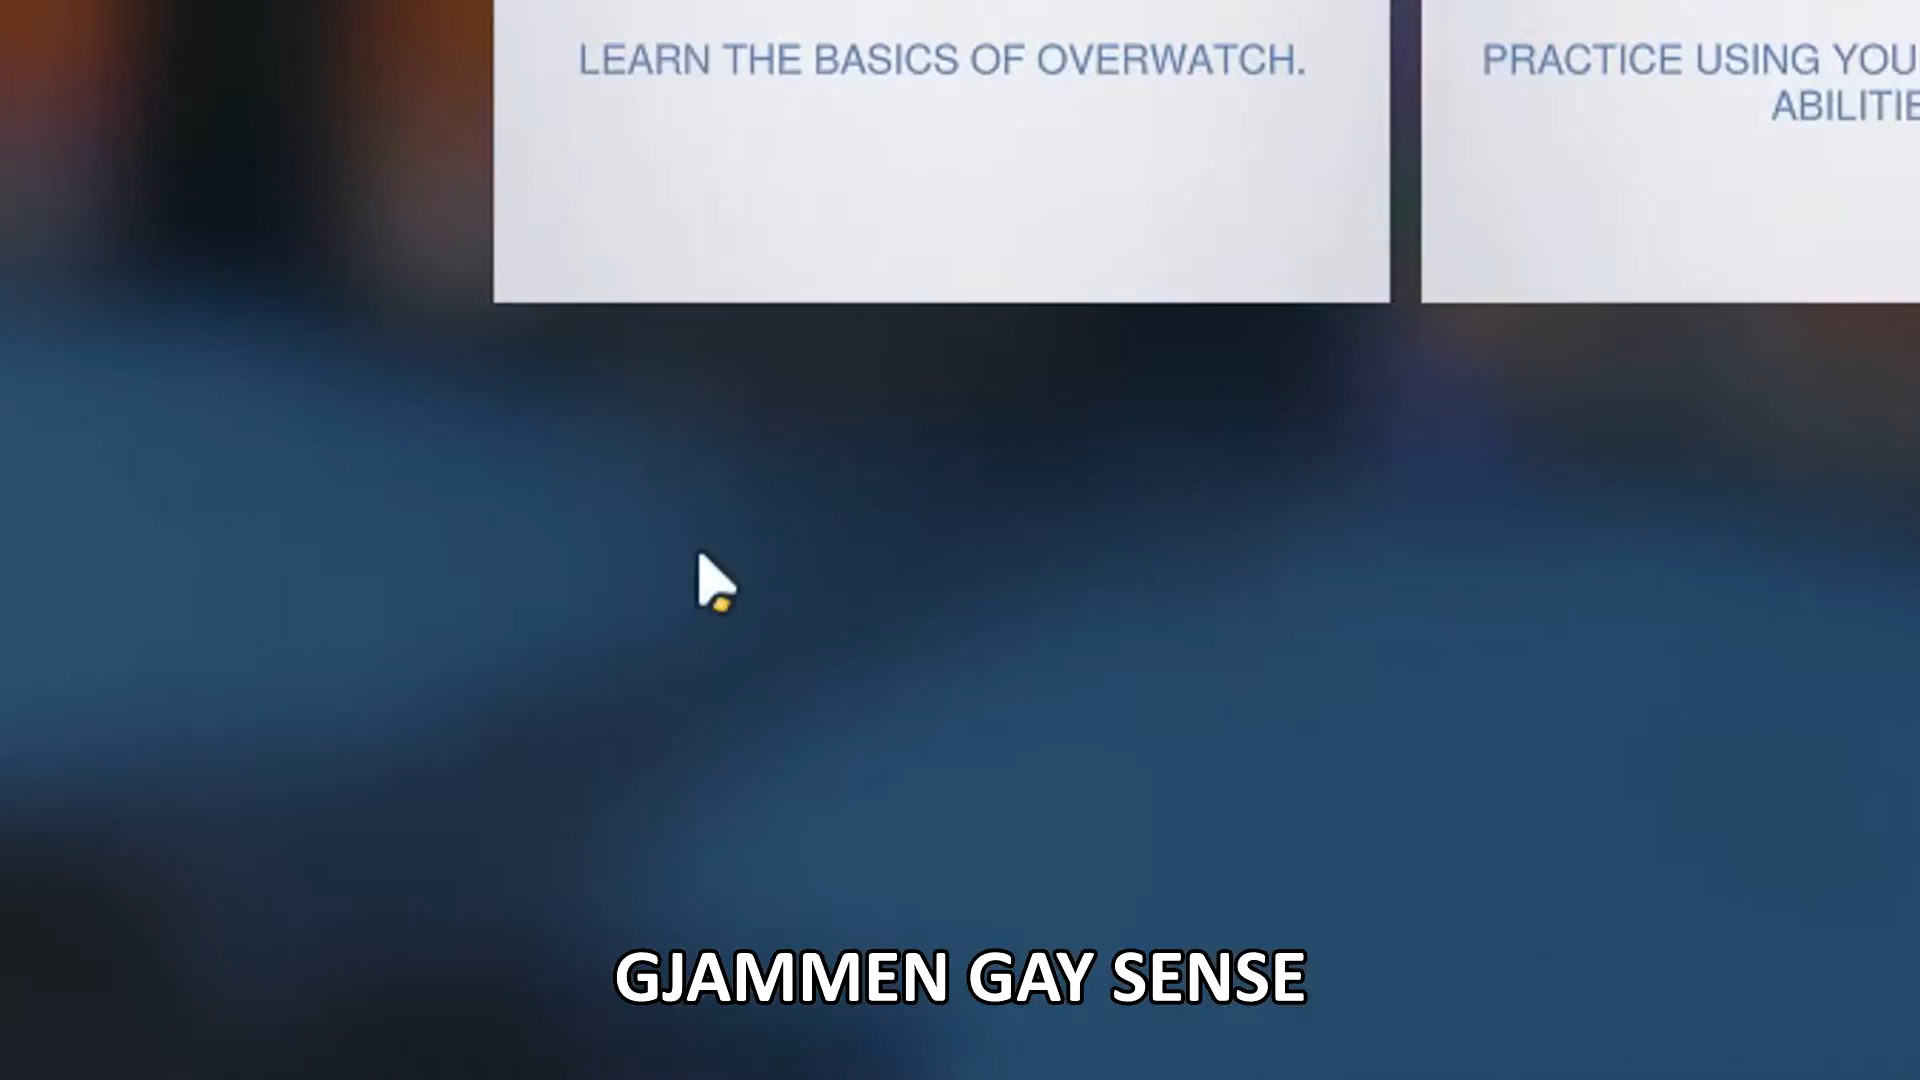 LEARN THE BASICS OF OVERWATCH.
PRACTICE USING YOU
ABILITIE
GJAMMEN GAY SENSE